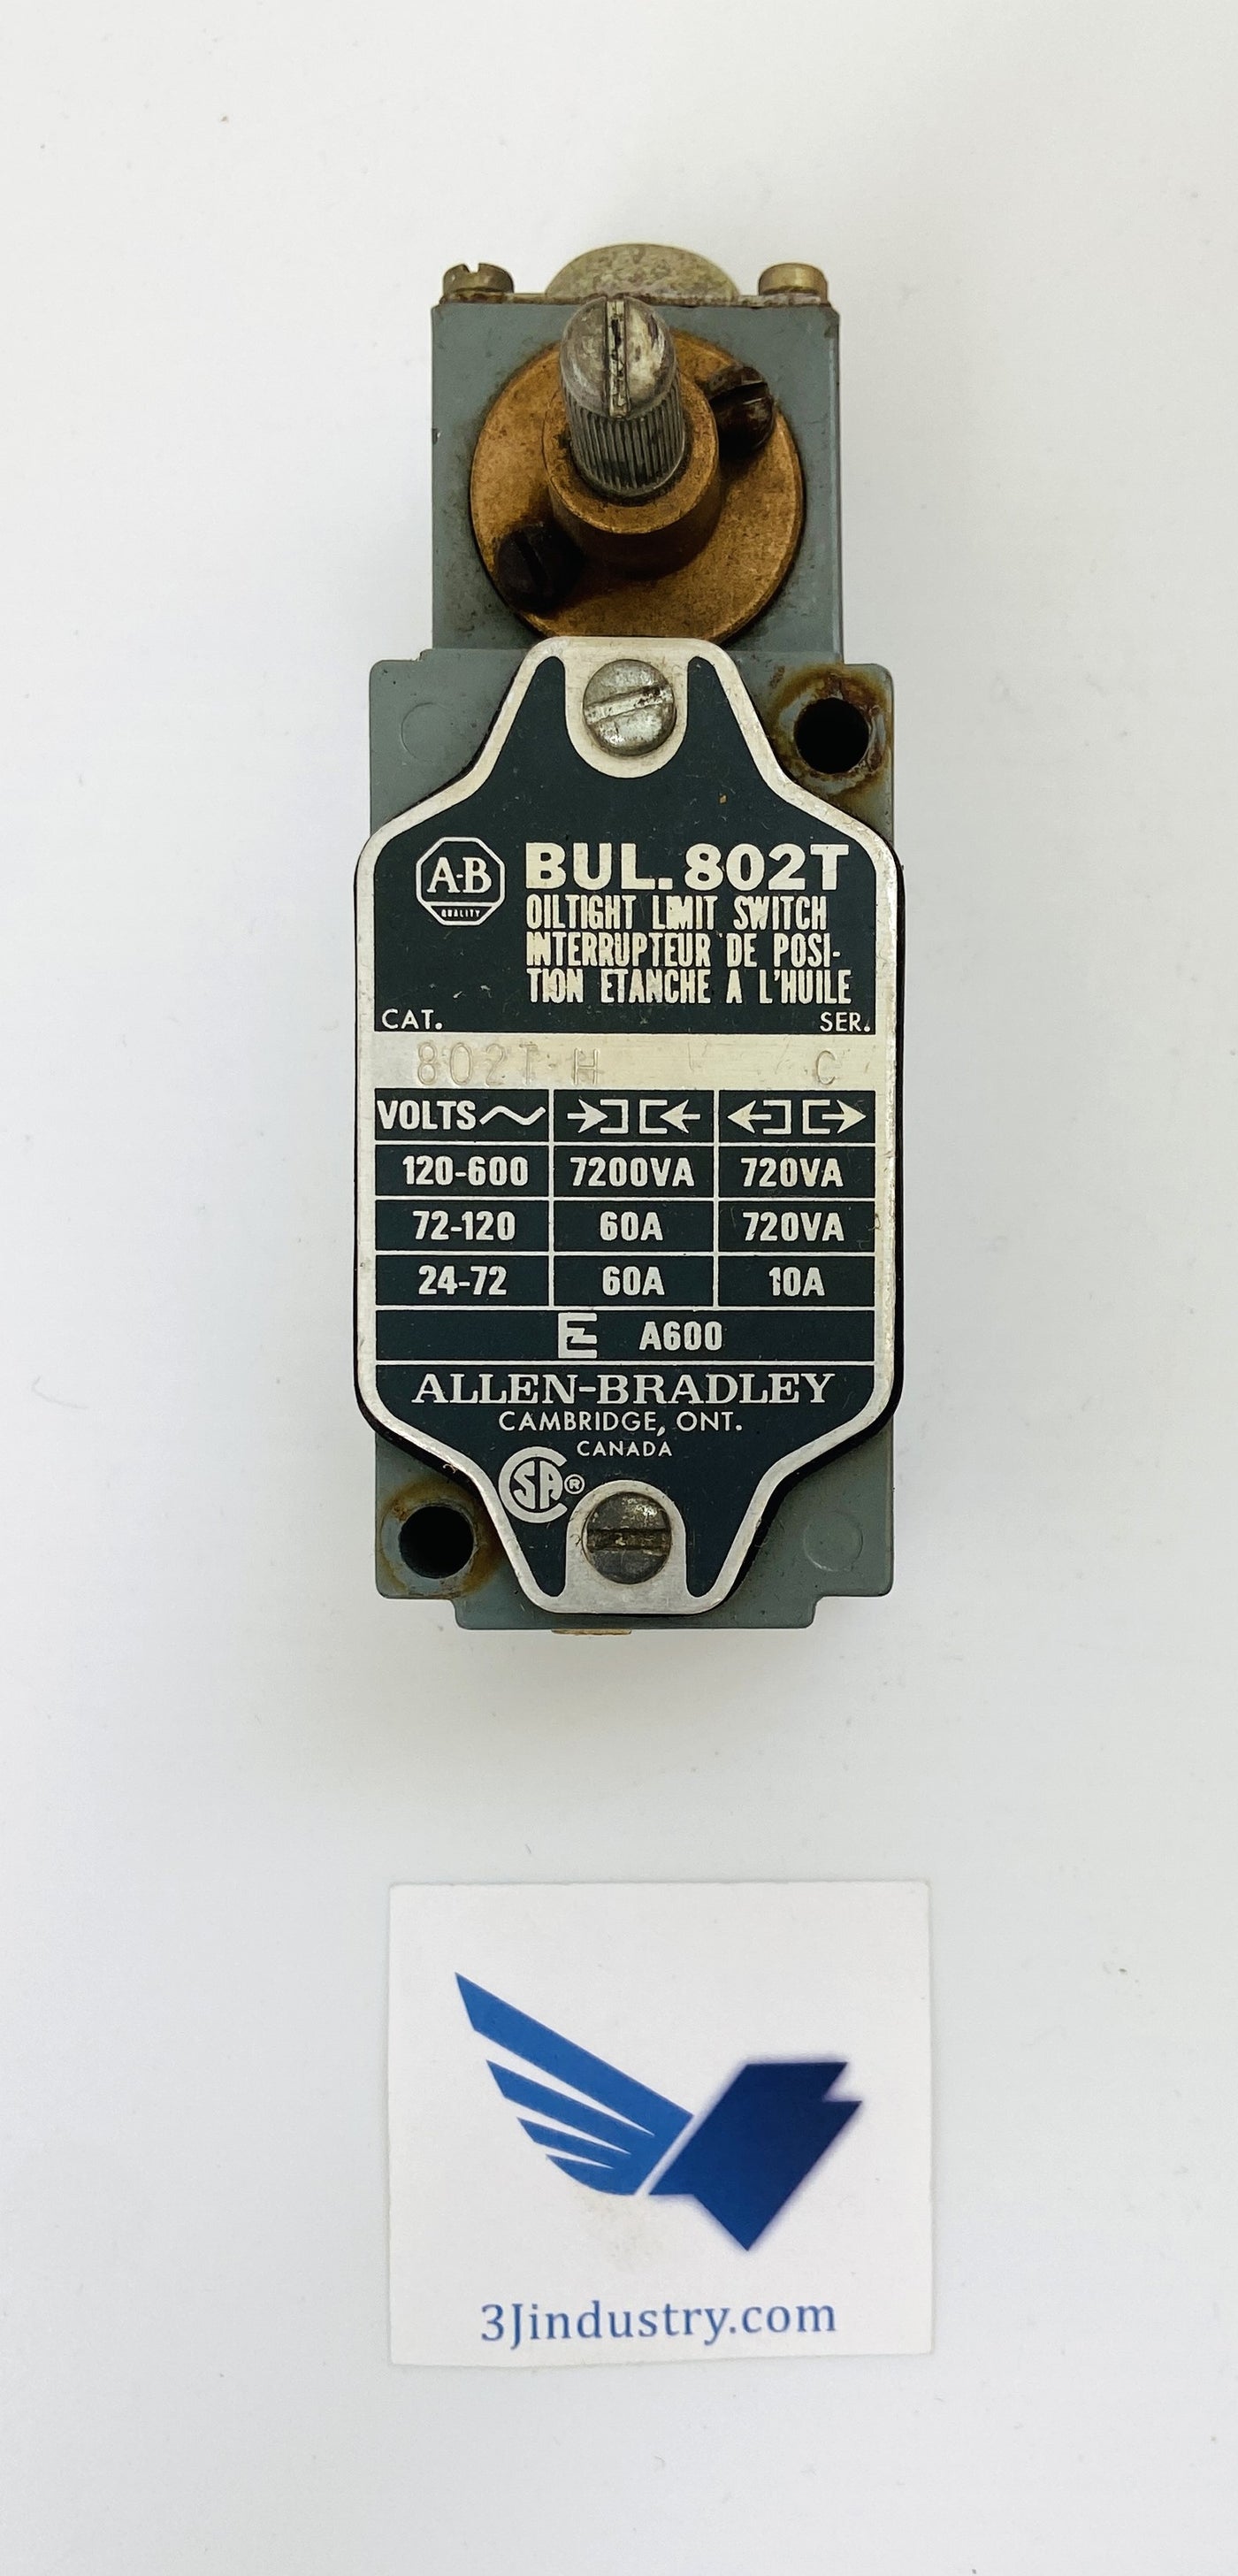 A-B
QUALITY
BUL. 802T
OILTIGHT LIMIT SWITCH
INTERRUPTEUR DE POSI-
TION ETANCHE A L'HUILE
CAT. SER.
802T-H C
VOLTS
120-600 7200VA 720VA
72-120 60A 720VA
24-72 60A 10A
A600
ALLEN-BRADLEY
CAMBRIDGE, ONT.
CANADA
CSA®
3Jindustry.com